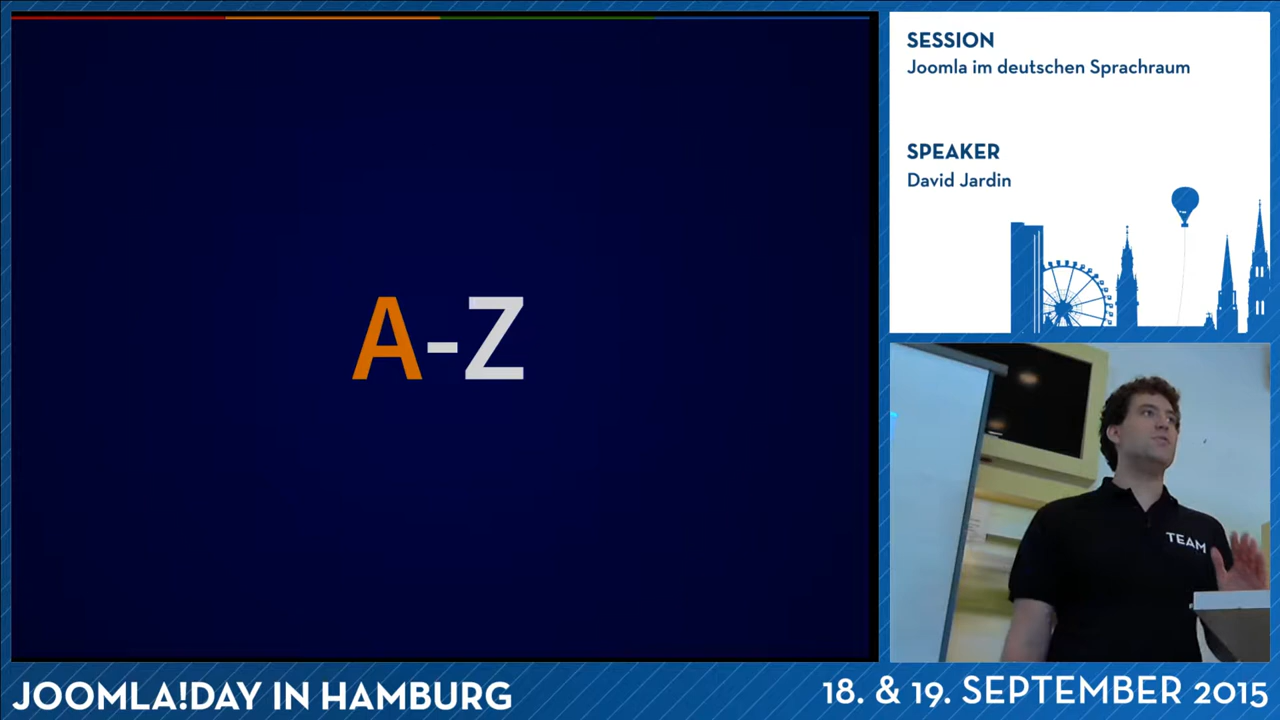 A-Z
SESSION
Joomla im deutschen Sprachraum
SPEAKER
David Jardin
TEAM
JOOMLA!DAY IN HAMBURG
18. & 19. SEPTEMBER 2015